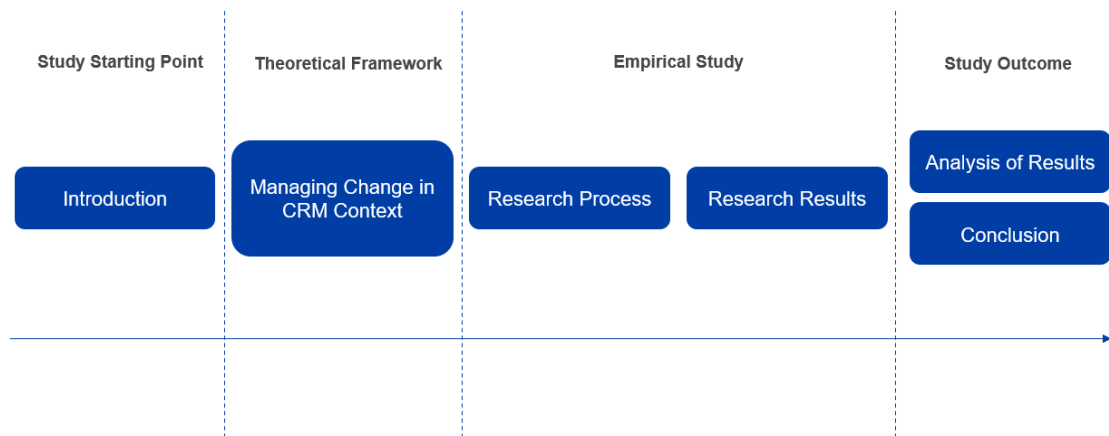 Study Starting Point
Theoretical Framework
Empirical Study
Study Outcome
Introduction
Managing Change in
CRM Context
Research Process
Research Results
Analysis of Results
Conclusion